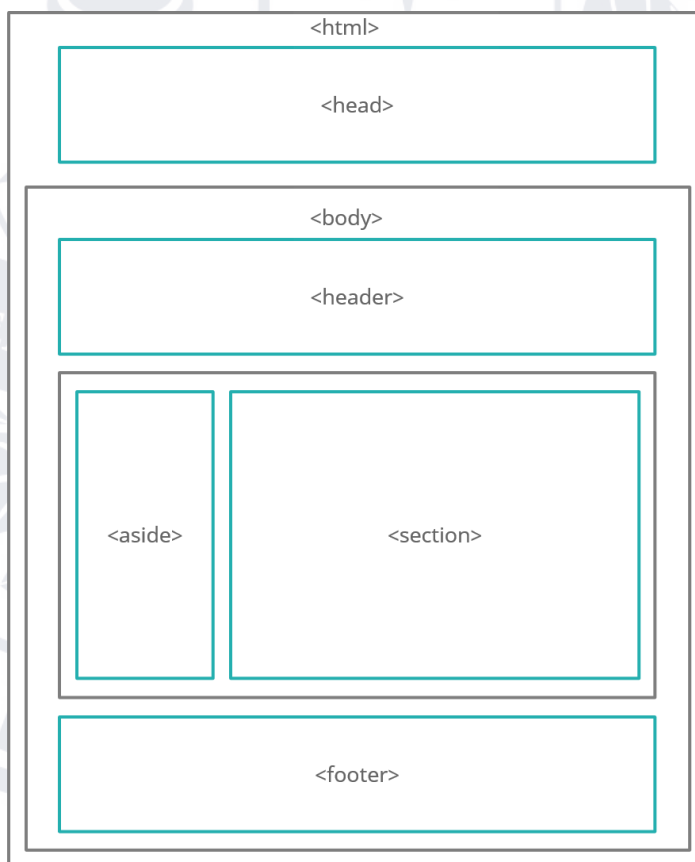 <html>
<head>
<body>
<header>
<aside>
<section>
<footer>